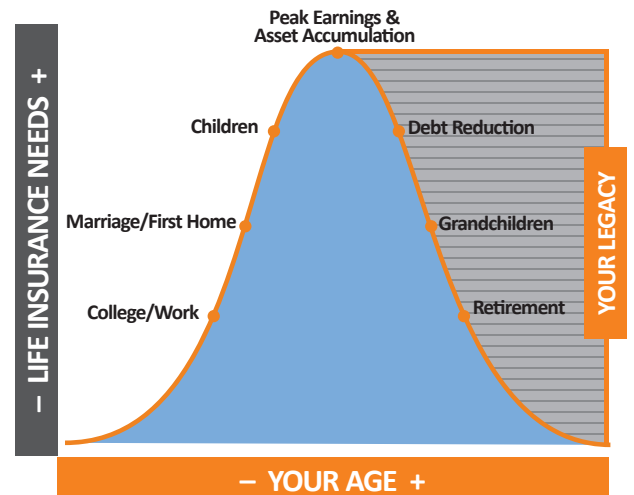 Peak Earnings &
Asset Accumulation
Children
Debt Reduction
Marriage/First Home
Grandchildren
College/Work
Retirement
– LIFE INSURANCE NEEDS +
YOUR LEGACY
– YOUR AGE +